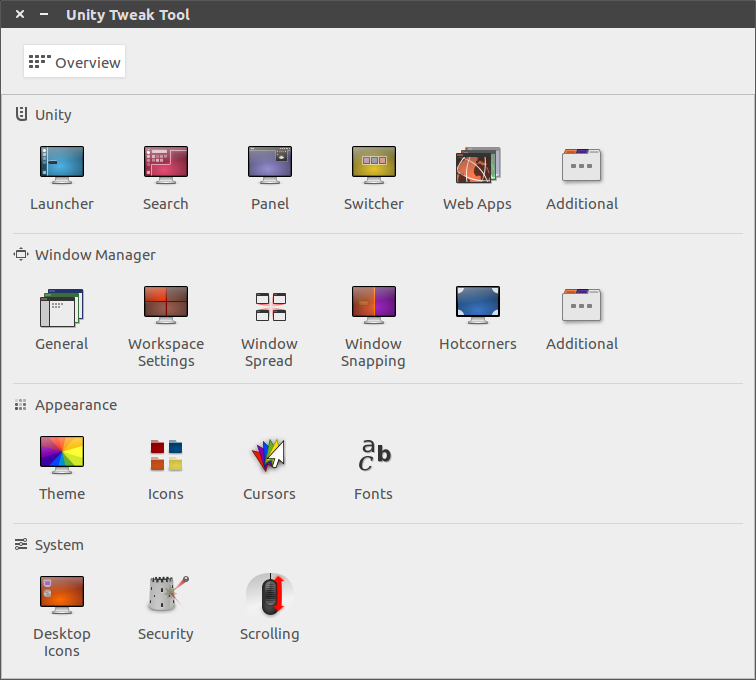 Unity Tweak Tool
Overview
Unity
Launcher
Search
Panel
Switcher
Web Apps
Additional
Window Manager
General
Workspace
Settings
Window
Spread
Window
Snapping
Hotcorners
Additional
Appearance
Theme
Icons
Cursors
a
c
b
Fonts
System
Desktop
Icons
Security
Scrolling